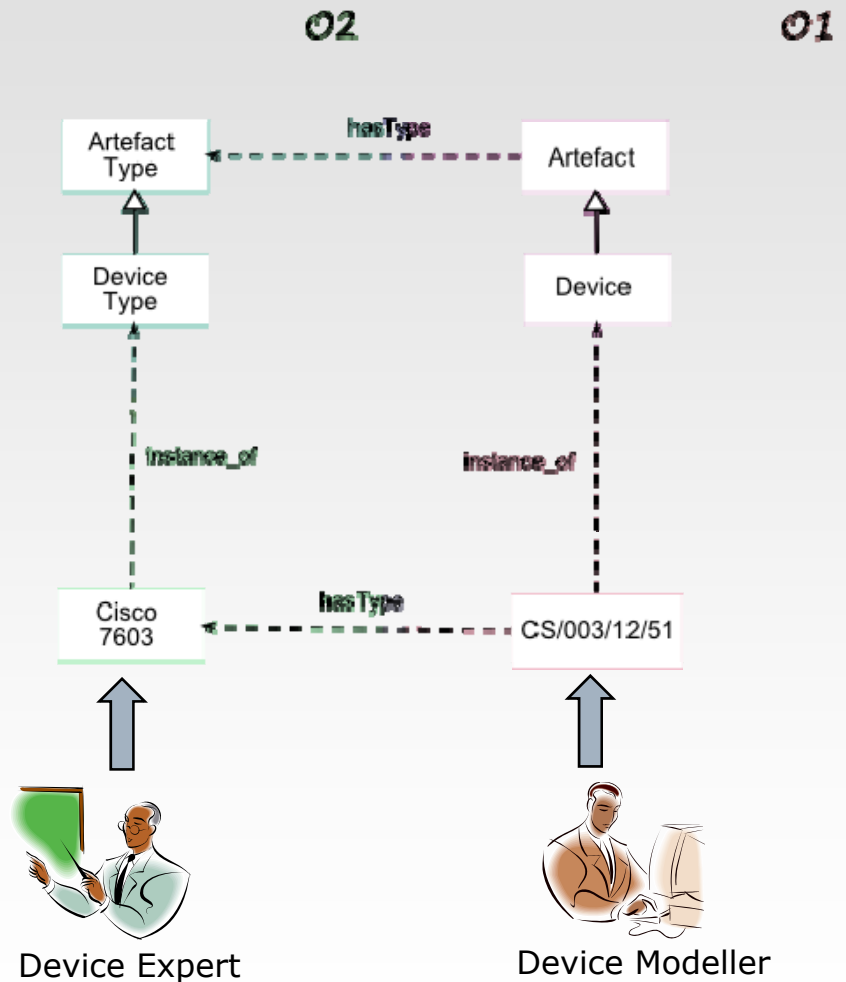 O2
O1
hasType
Artefact
Type
Artefact
Device
Type
Device
instance_of
instance_of
hasType
Cisco
7603
CS/003/12/51
Device Expert
Device Modeller